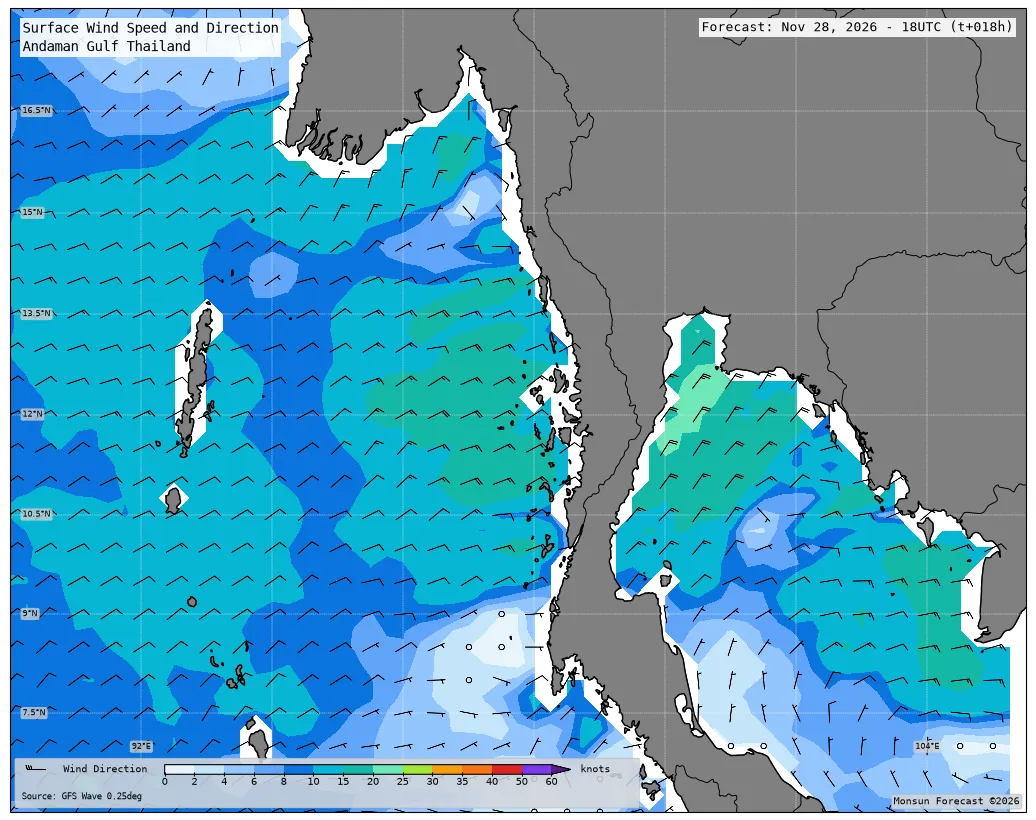 Surface Wind Speed and Direction
Andaman Gulf Thailand
Forecast: Nov 28, 2026 - 18UTC (t+018h)
16.5°N
15°N
13.5°N
12°N
10.5°N
9°N
7.5°N
92°E
104°E
Wind Direction
knots
0 2 4 6 8 10 15 20 25 30 35 40 50 60
Source: GFS Wave 0.25deg
Monsun Forecast ©2026